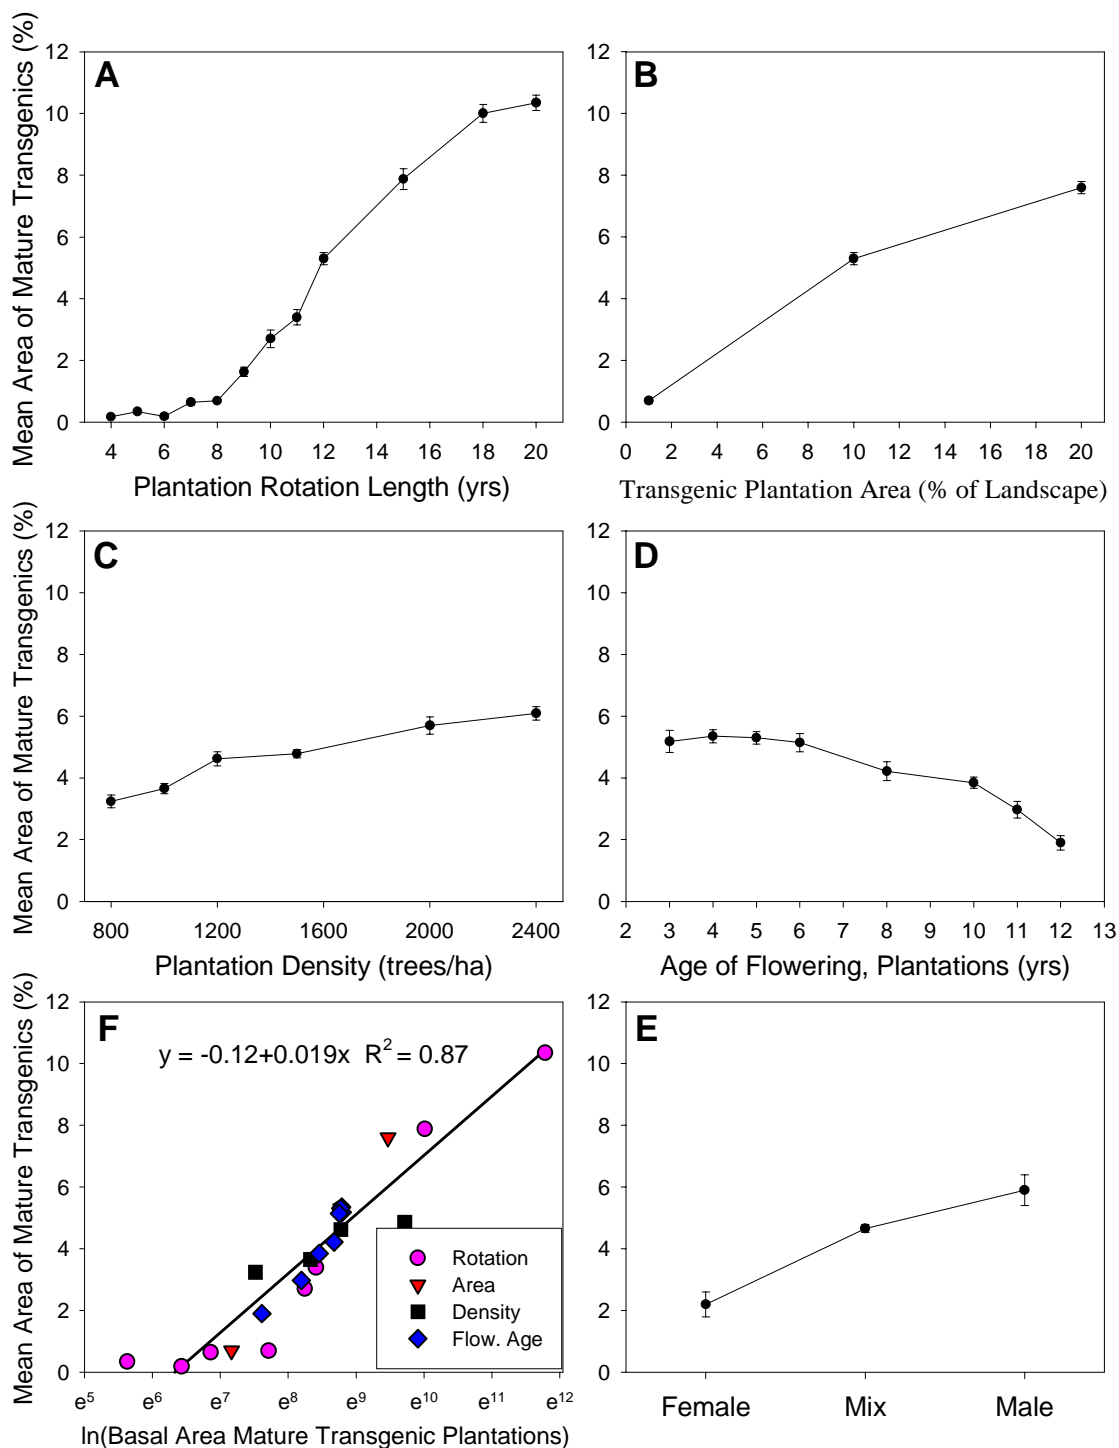 Mean Area of Mature Transgenics (%)
A
12
10
8
6
4
2
0
4 6 8 10 12 14 16 18 20
Plantation Rotation Length (yrs)
B
12
10
8
6
4
2
0
0 2 4 6 8 10 12 14 16 18 20
Transgenic Plantation Area (% of Landscape)
Mean Area of Mature Transgenics (%)
C
12
10
8
6
4
2
0
800 1200 1600 2000 2400
Plantation Density (trees/ha)
D
12
10
8
6
4
2
0
2 3 4 5 6 7 8 9 10 11 12 13
Age of Flowering, Plantations (yrs)
Mean Area of Mature Transgenics (%)
F
y = -0.12+0.019x R² = 0.87
12
10
8
6
4
2
0
Rotation
Area
Density
Flow. Age
e⁵ e⁶ e⁷ e⁸ e⁹ e¹⁰ e¹¹ e¹²
ln(Basal Area Mature Transgenic Plantations)
E
12
10
8
6
4
2
0
Female Mix Male